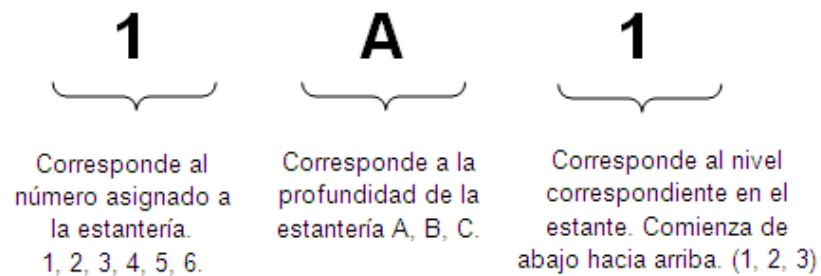 1 A 1
Corresponde al
número asignado a
la estantería.
1, 2, 3, 4, 5, 6.
Corresponde a la
profundidad de la
estantería A, B, C.
Corresponde al nivel
correspondiente en el
estante. Comienza de
abajo hacia arriba. (1, 2, 3)